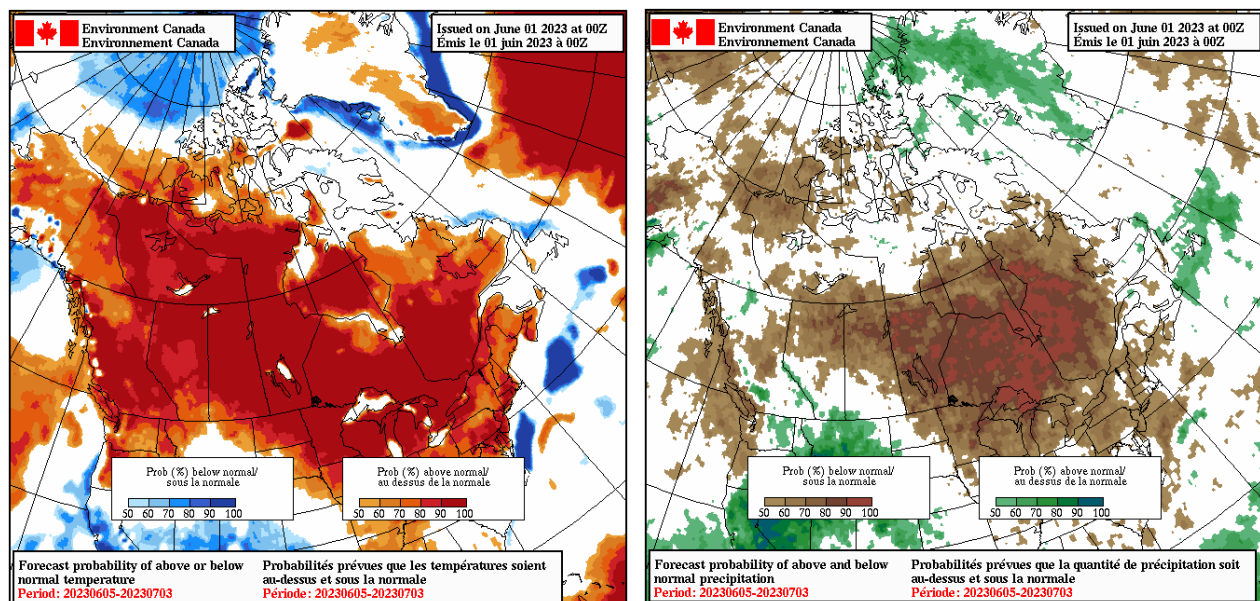 Environment Canada
Environnement Canada
Issued on June 01 2023 at 00Z
Émis le 01 juin 2023 à 00Z
Prob (%) below normal/
sous la normale
50 60 70 80 90 100
Prob (%) above normal/
au dessus de la normale
50 60 70 80 90 100
Forecast probability of above or below
normal temperature
Period: 20230605-20230703
Probabilités prévues que les températures soient
au-dessus et sous la normale
Période: 20230605-20230703
Environment Canada
Environnement Canada
Issued on June 01 2023 at 00Z
Émis le 01 juin 2023 à 00Z
Prob (%) below normal/
sous la normale
50 60 70 80 90 100
Prob (%) above normal/
au dessus de la normale
50 60 70 80 90 100
Forecast probability of above and below
normal precipitation
Period: 20230605-20230703
Probabilités prévues que la quantité de précipitation soit
au-dessus et sous la normale
Période: 20230605-20230703